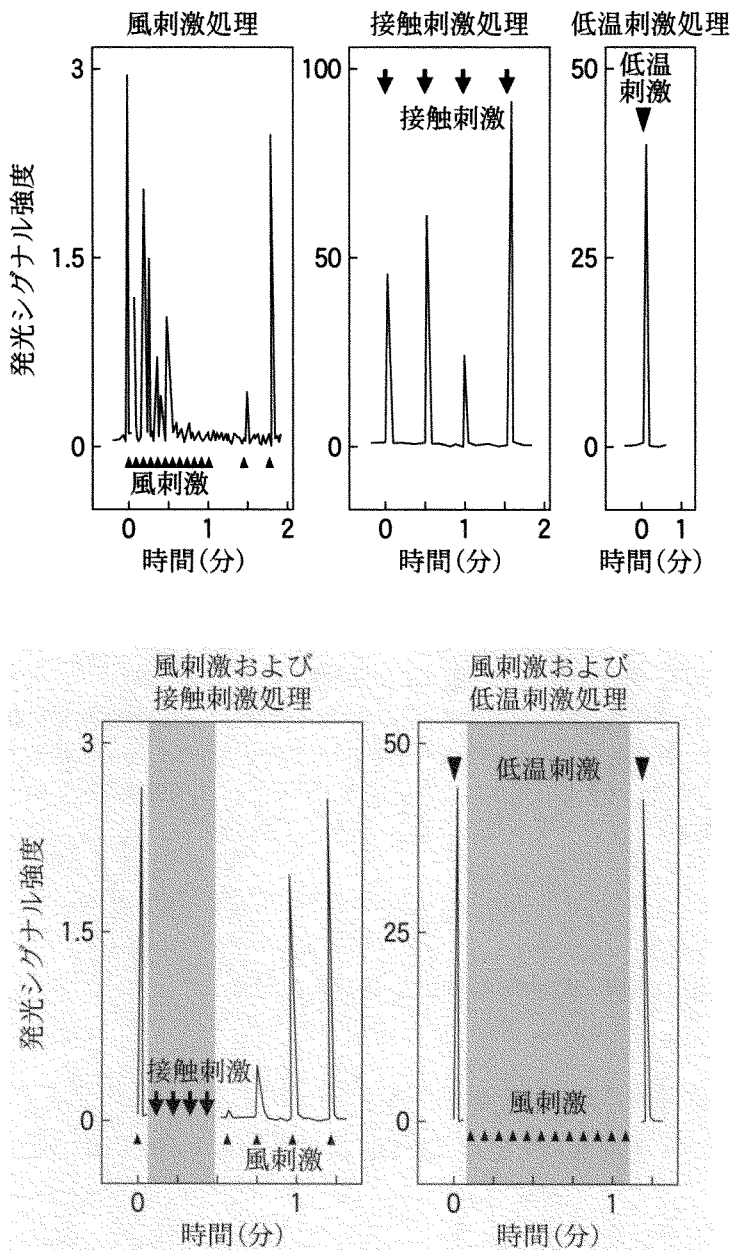 風刺激処理
接触刺激処理
低温刺激処理
発光シグナル強度
3
1.5
0
風刺激
0 1 2
時間(分)
100
50
0
接触刺激
0 1 2
時間(分)
50
25
0
低温
刺激
0 1
時間(分)
風刺激および
接触刺激処理
風刺激および
低温刺激処理
発光シグナル強度
3
1.5
0
接触刺激
風刺激
0 1
時間(分)
50
25
0
低温刺激
風刺激
0 1
時間(分)